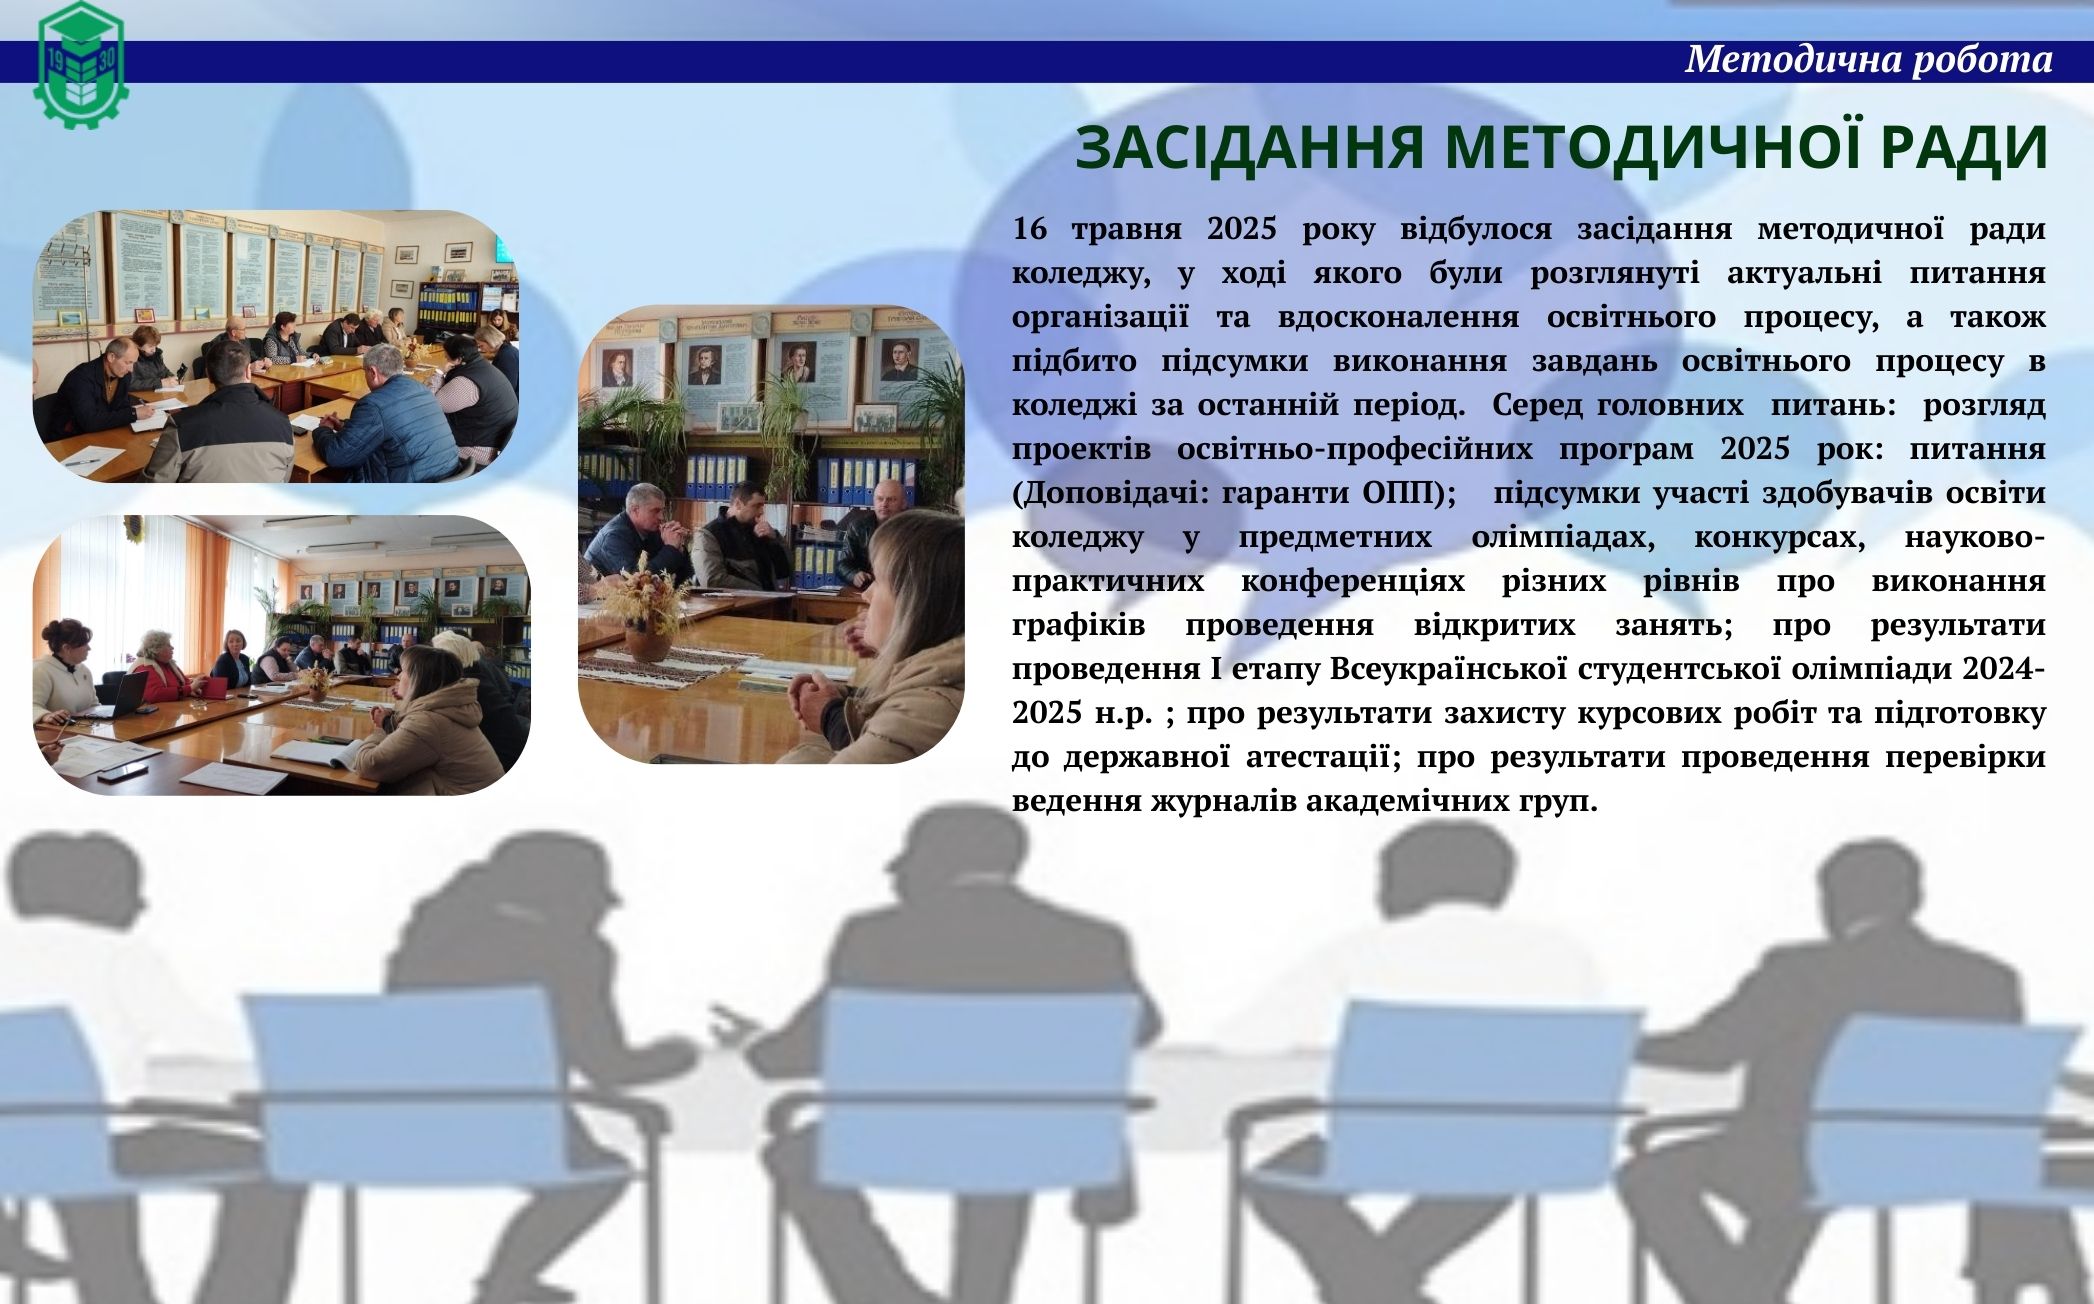 19 30
Методична робота
ЗАСІДАННЯ МЕТОДИЧНОЇ РАДИ
16 травня 2025 року відбулося засідання методичної ради
коледжу, у ході якого були розглянуті актуальні питання
організації та вдосконалення освітнього процесу, а також
підбито підсумки виконання завдань освітнього процесу в
коледжі за останній період. Серед головних питань: розгляд
проектів освітньо-професійних програм 2025 рок: питання
(Доповідачі: гаранти ОПП); підсумки участі здобувачів освіти
коледжу у предметних олімпіадах, конкурсах, науково-
практичних конференціях різних рівнів про виконання
графіків проведення відкритих занять; про результати
проведення І етапу Всеукраїнської студентської олімпіади 2024-
2025 н.р. ; про результати захисту курсових робіт та підготовку
до державної атестації; про результати проведення перевірки
ведення журналів академічних груп.